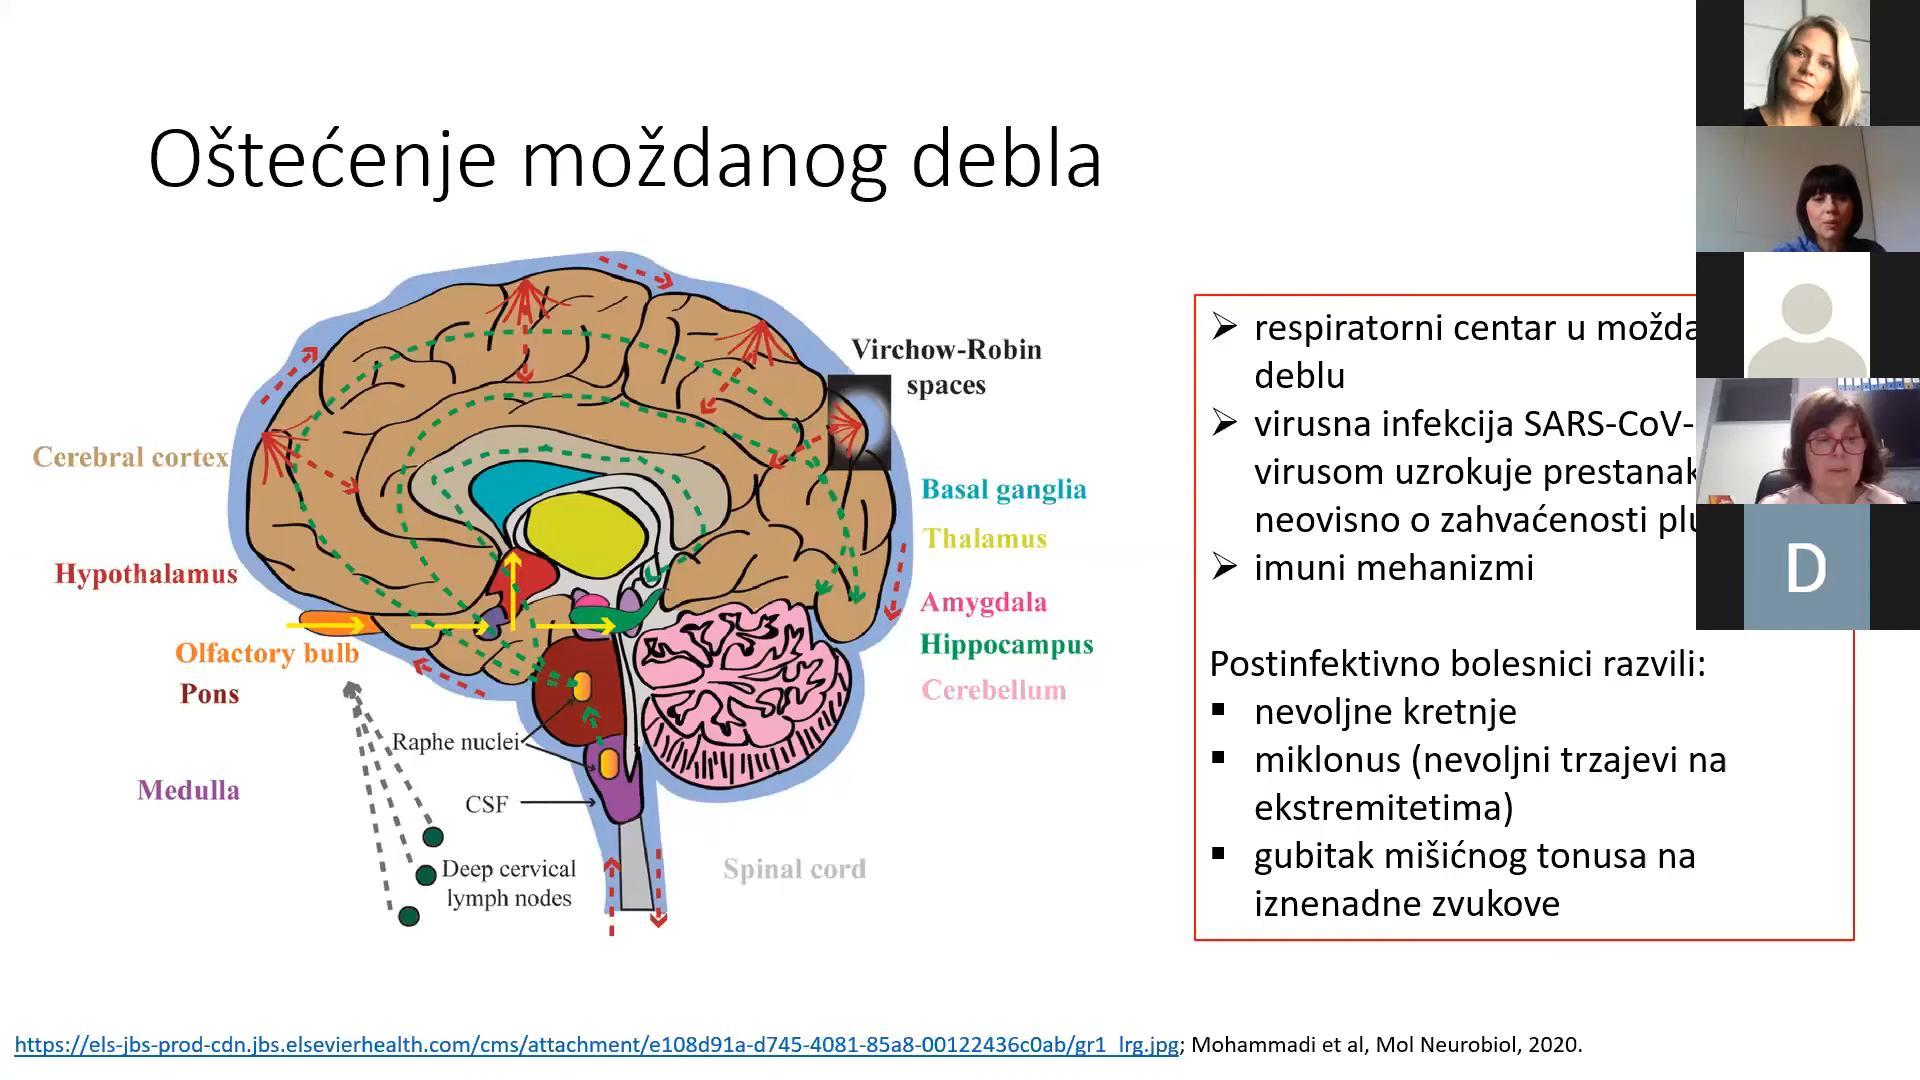 Oštećenje moždanog debla
Virchow-Robin
spaces
Cerebral cortex
Basal ganglia
Thalamus
Hypothalamus
Amygdala
Olfactory bulb
Hippocampus
Pons
Cerebellum
Raphe nuclei
Medulla
CSF
Deep cervical
lymph nodes
Spinal cord
respiratorni centar u
deblu
virusna infekcija SARS-CoV-
virusom uzrokuje
neovisno o zahvaćenosti
imuni mehanizmi
Postinfektivno bolesnici razvili:
nevoljne kretnje
miklonus (nevoljni trzajevi na
ekstremitetima)
gubitak mišićnog tonusa na
iznenadne zvukove
D
https://els-jbs-prod-cdn.jbs.elsevierhealth.com/cms/attachment/e108d91a-d745-4081-85a8-00122436c0ab/gr1_lrg.jpg; Mohammadi et al, Mol Neurobiol, 2020.